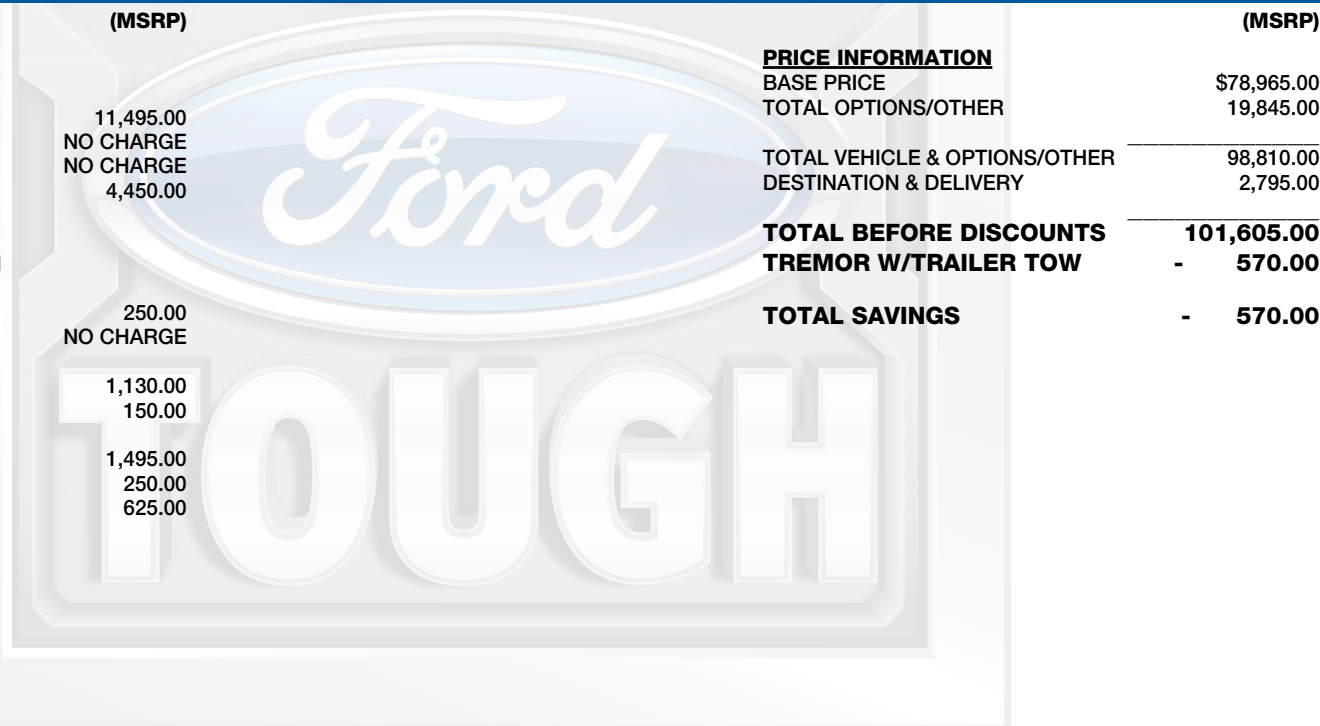 (MSRP)
11,495.00
NO CHARGE
NO CHARGE
4,450.00
250.00
NO CHARGE
1,130.00
150.00
1,495.00
250.00
625.00
Ford
TOUGH
(MSRP)
PRICE INFORMATION
BASE PRICE $78,965.00
TOTAL OPTIONS/OTHER 19,845.00
TOTAL VEHICLE & OPTIONS/OTHER 98,810.00
DESTINATION & DELIVERY 2,795.00
TOTAL BEFORE DISCOUNTS 101,605.00
TREMOR W/TRAILER TOW - 570.00
TOTAL SAVINGS - 570.00